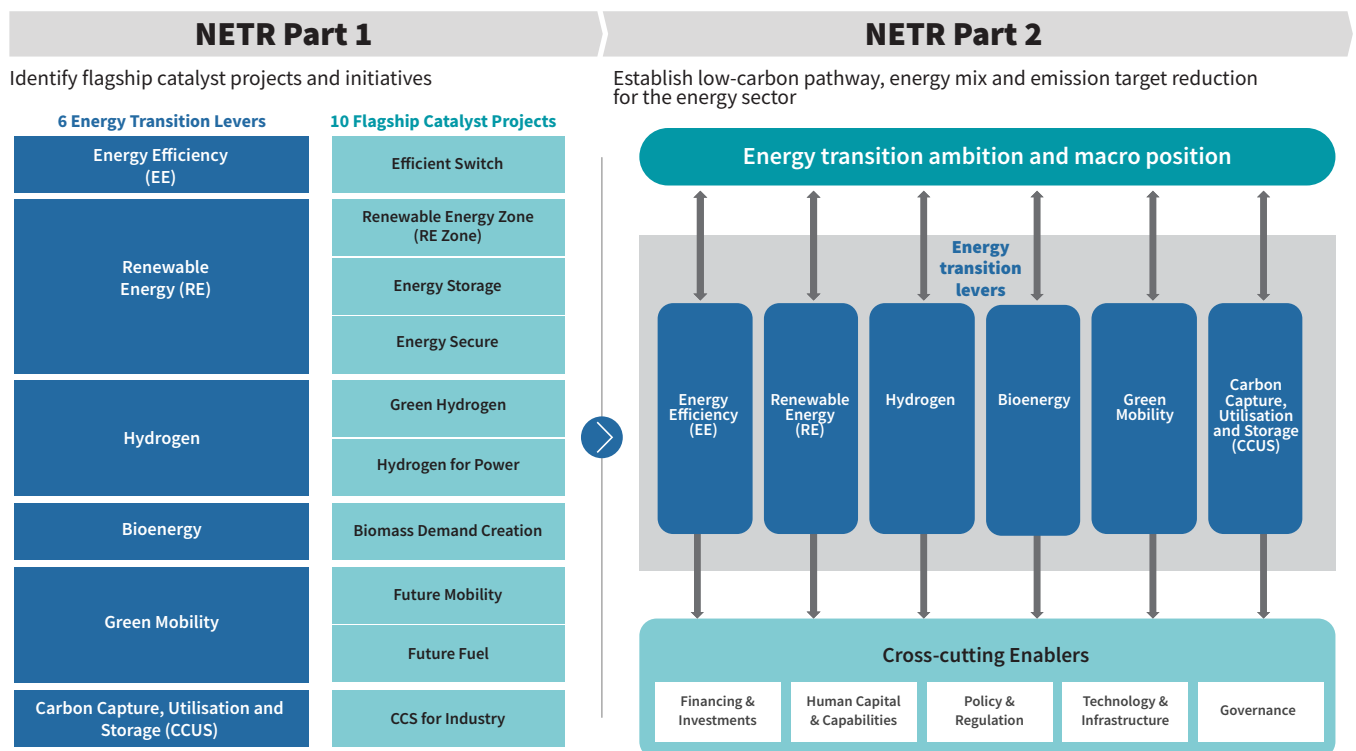 NETR Part 1
Identify flagship catalyst projects and initiatives
6 Energy Transition Levers
10 Flagship Catalyst Projects
Energy Efficiency
(EE)
Efficient Switch
Renewable
Energy (RE)
Renewable Energy Zone
(RE Zone)
Energy Storage
Energy Secure
Hydrogen
Green Hydrogen
Hydrogen for Power
Bioenergy
Biomass Demand Creation
Green Mobility
Future Mobility
Future Fuel
Carbon Capture, Utilisation and
Storage (CCUS)
CCS for Industry
NETR Part 2
Establish low-carbon pathway, energy mix and emission target reduction
for the energy sector
Energy transition ambition and macro position
Energy
transition
levers
Energy
Efficiency
(EE)
Renewable
Energy
(RE)
Hydrogen
Bioenergy
Green
Mobility
Carbon
Capture,
Utilisation
and Storage
(CCUS)
Cross-cutting Enablers
Financing &
Investments
Human Capital
& Capabilities
Policy &
Regulation
Technology &
Infrastructure
Governance